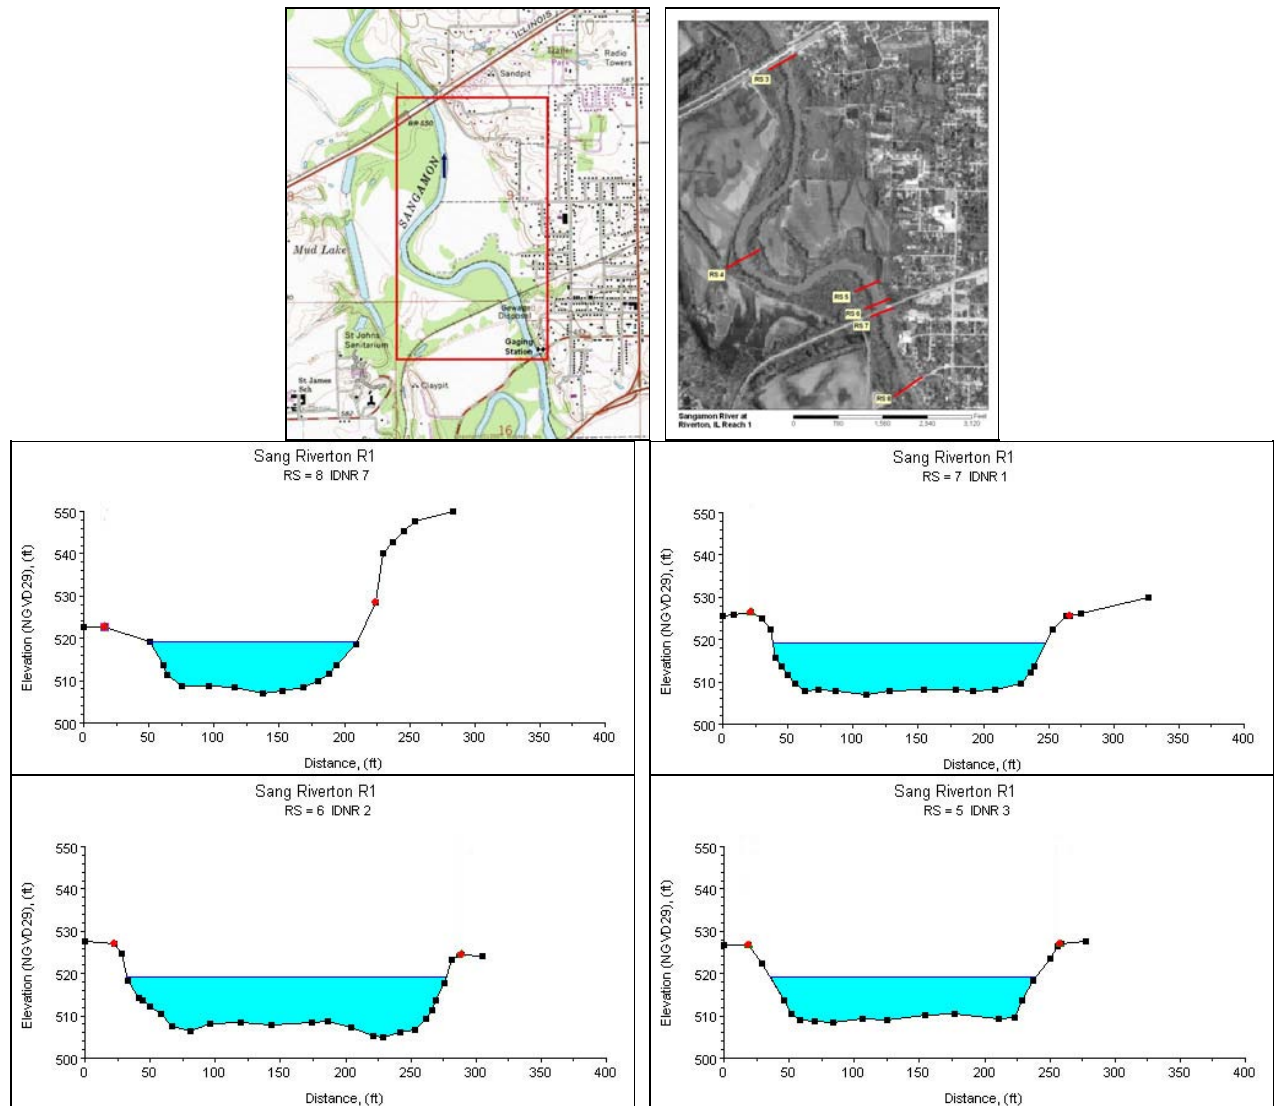 ILLINOIS
Trailer
Park
Radio
Towers
Sandpit
587
BM 550
SANGAMON
9
Mud Lake
Sewage
Disposal
St Johns
Sanitarium
Gaging
Station
St James
Sch
Claypit
582
16
RS 3
RS 4
RS 5
RS 6
RS 7
RS 8
Sangamon River at
Riverton, IL Reach 1
Feet
0 780 1,560 2,340 3,120
Sang Riverton R1
RS = 8 IDNR 7
Elevation (NGVD29), (ft)
550
540
530
520
510
500
0 50 100 150 200 250 300 350 400
Distance, (ft)
Sang Riverton R1
RS = 7 IDNR 1
Elevation (NGVD29), (ft)
550
540
530
520
510
500
0 50 100 150 200 250 300 350 400
Distance, (ft)
Sang Riverton R1
RS = 6 IDNR 2
Elevation (NGVD29), (ft)
550
540
530
520
510
500
0 50 100 150 200 250 300 350 400
Distance, (ft)
Sang Riverton R1
RS = 5 IDNR 3
Elevation (NGVD29), (ft)
550
540
530
520
510
500
0 50 100 150 200 250 300 350 400
Distance, (ft)